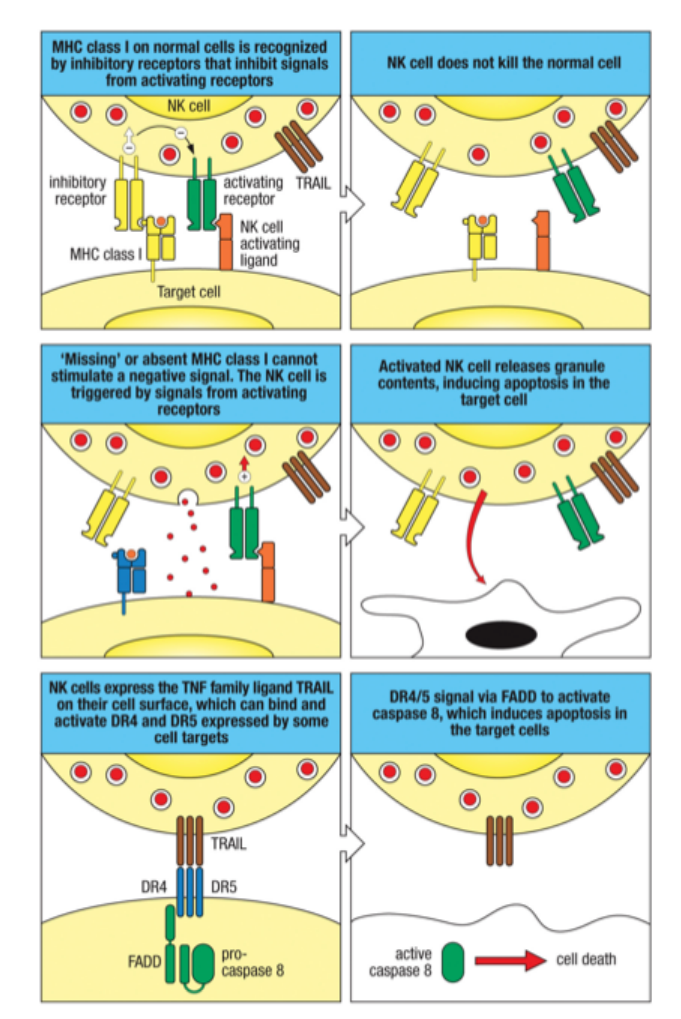 MHC class I on normal cells is recognized
by inhibitory receptors that inhibit signals
from activating receptors
NK cell
inhibitory
receptor
activating
receptor
TRAIL
MHC class I
NK cell
activating
ligand
Target cell
NK cell does not kill the normal cell
‘Missing’ or absent MHC class I cannot
stimulate a negative signal. The NK cell is
triggered by signals from activating
receptors
+
Activated NK cell releases granule
contents, inducing apoptosis in the
target cell
NK cells express the TNF family ligand TRAIL
on their cell surface, which can bind and
activate DR4 and DR5 expressed by some
cell targets
TRAIL
DR4
DR5
FADD
pro-
caspase 8
DR4/5 signal via FADD to activate
caspase 8, which induces apoptosis in
the target cells
active
caspase 8
cell death